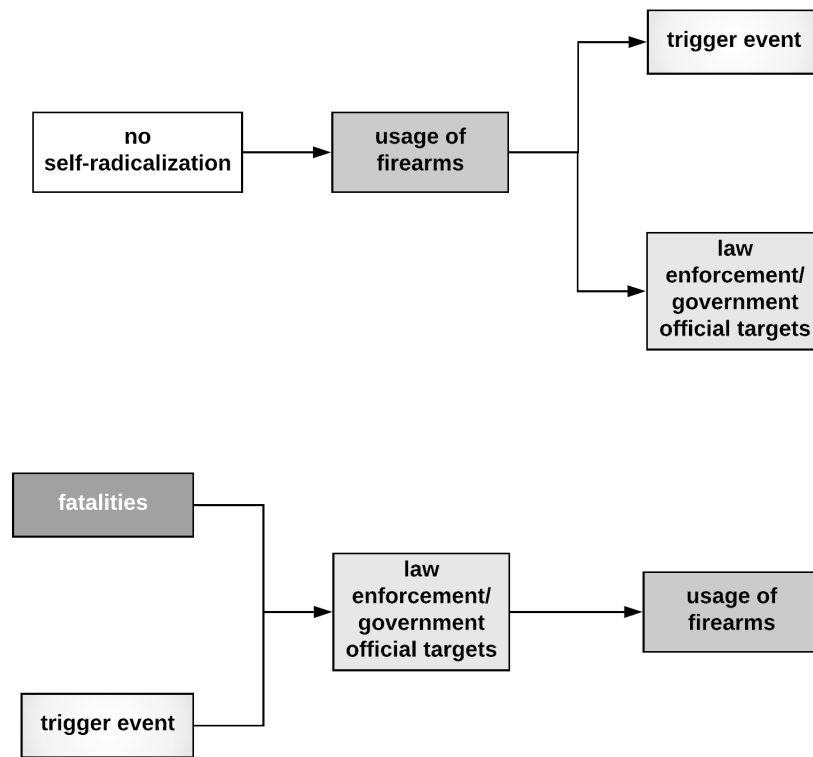 trigger event
no
self-radicalization
usage of
firearms
law
enforcement/
government
official targets
fatalities
law
enforcement/
government
official targets
usage of
firearms
trigger event